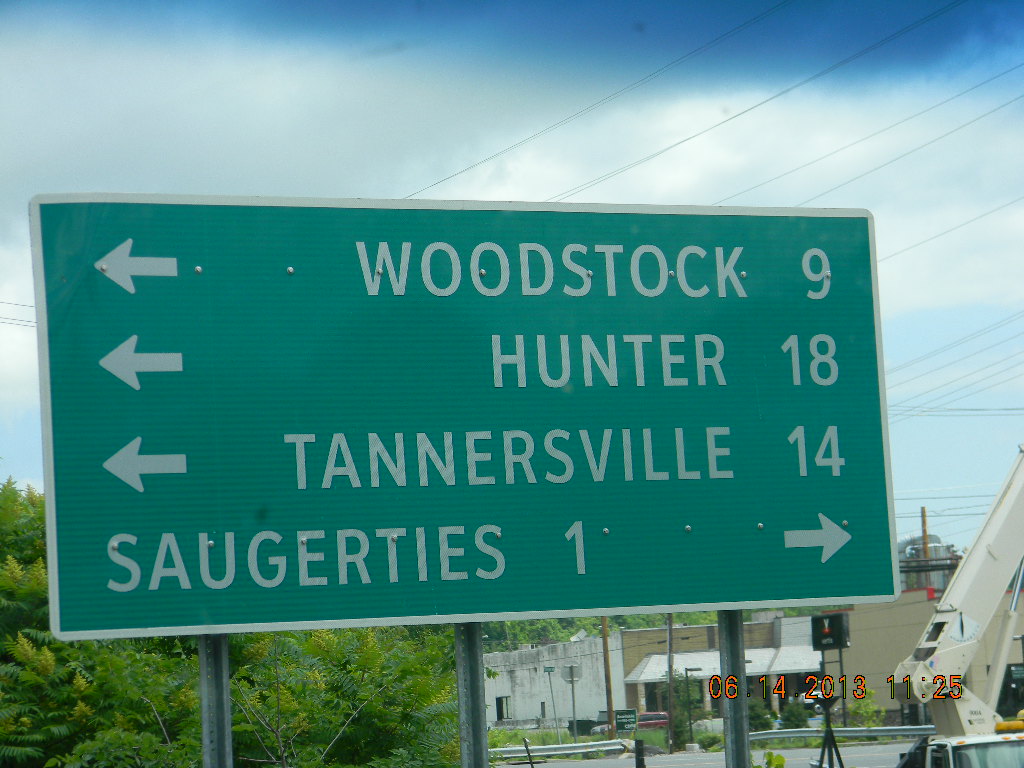 WOODSTOCK 9
HUNTER 18
TANNERSVILLE 14
SAUGERTIES 1
06.14.2013 11:25